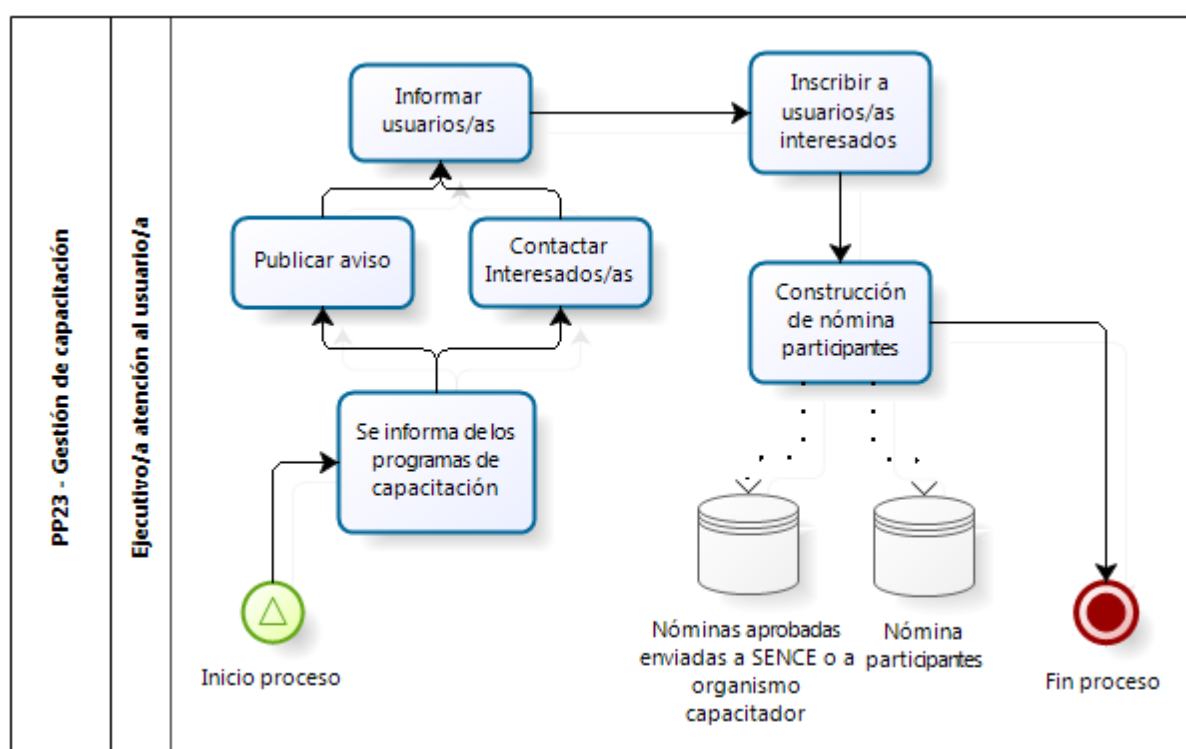 PP23 - Gestión de capacitación
Ejecutivo/a atención al usuario/a
Informar
usuarios/as
Inscribir a
usuarios/as
interesados
Publicar aviso
Contactar
Interesados/as
Construcción
de nómina
participantes
Se informa de los
programas de
capacitación
Inicio proceso
Nóminas aprobadas
enviadas a SENCE o a
organismo
capacitador
Nómina
participantes
Fin proceso